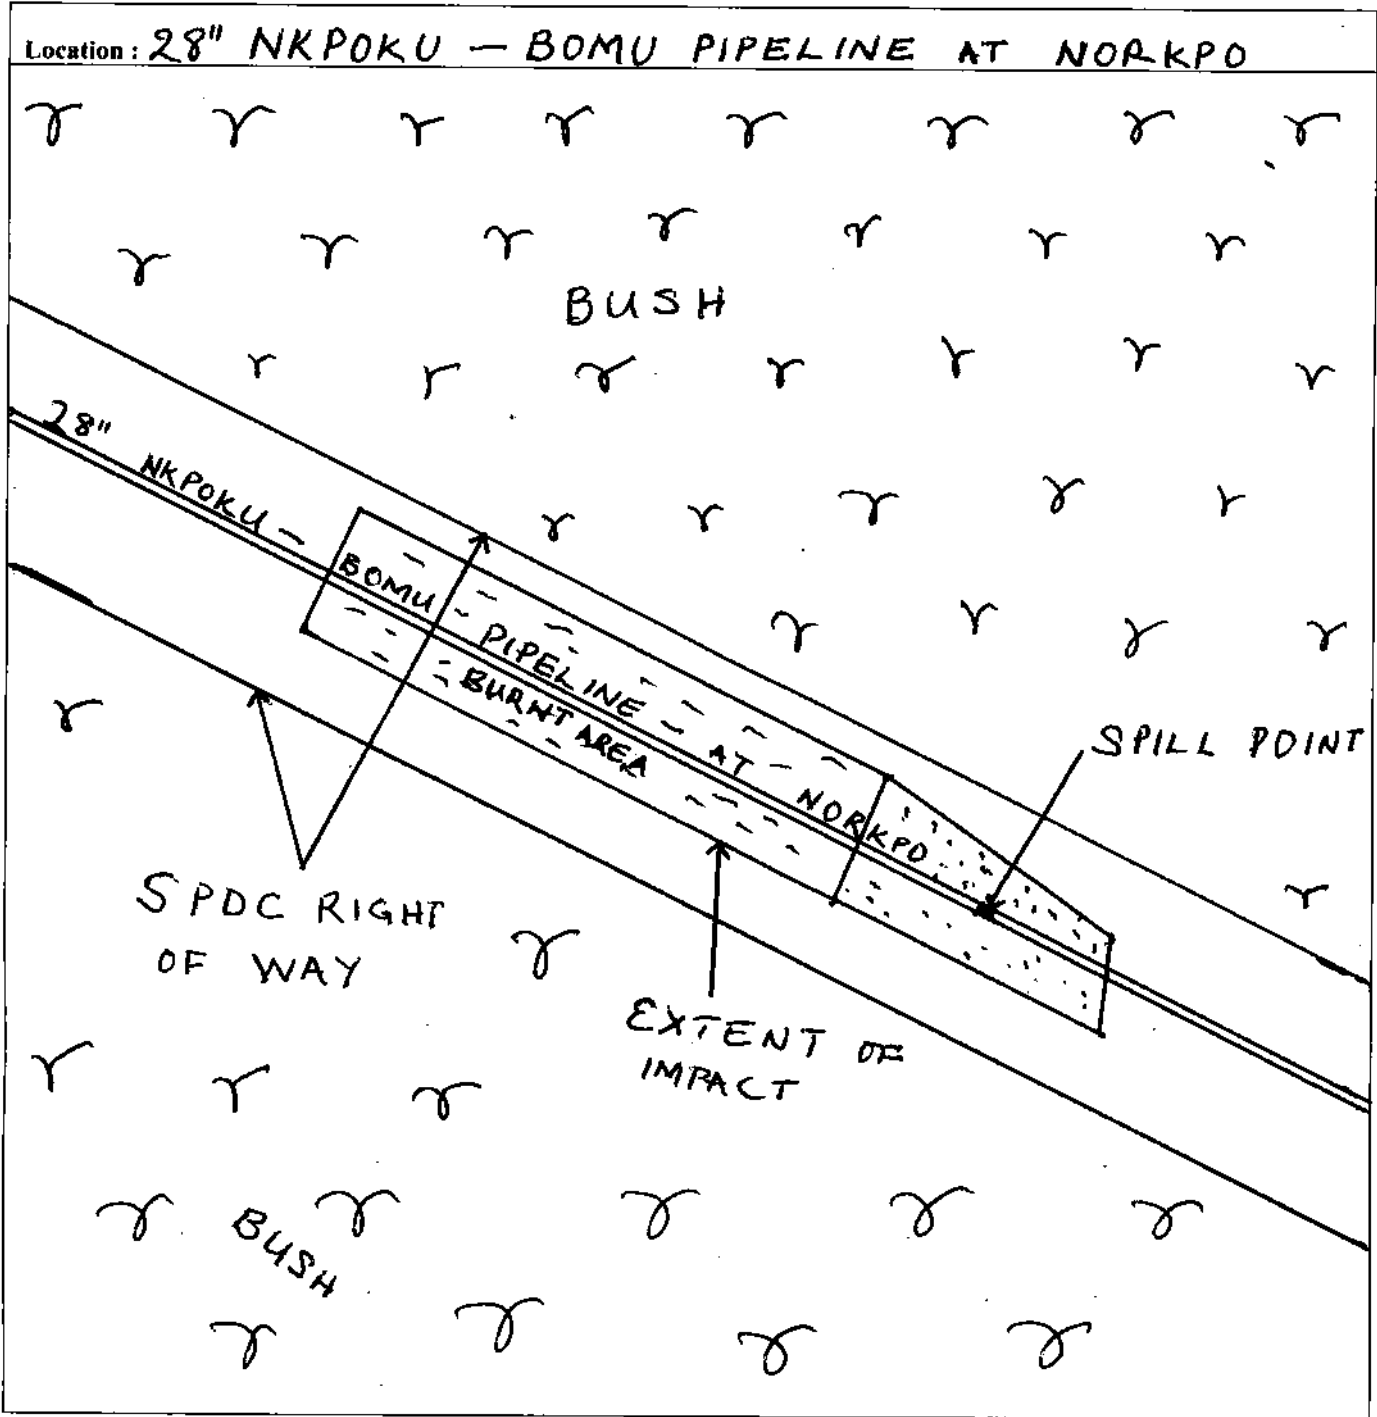 Location : 28" NKPOKU – BOMU PIPELINE AT NORKPO
BUSH
28" NKPOKU – BOMU – PIPELINE – AT – NORKPO
BURNT AREA
SPILL POINT
SPDC RIGHT
OF WAY
EXTENT OF
IMPACT
BUSH